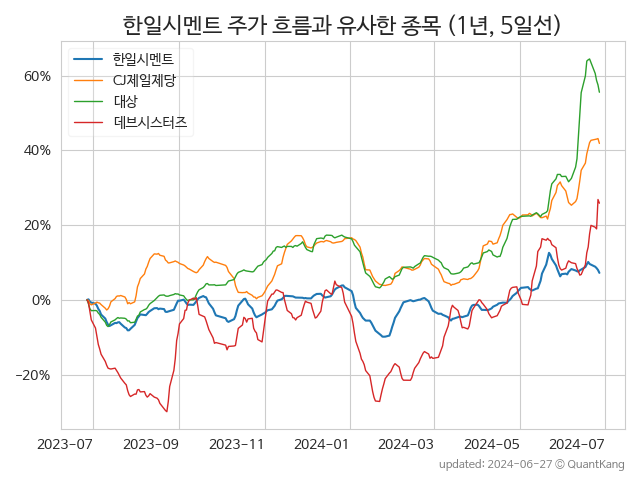 한일시멘트 주가 흐름과 유사한 종목 (1년, 5일선)
한일시멘트
CJ제일제당
대상
데브시스터즈
60%
40%
20%
0%
−20%
2023-07 2023-09 2023-11 2024-01 2024-03 2024-05 2024-07
updated: 2024-06-27 © QuantKang